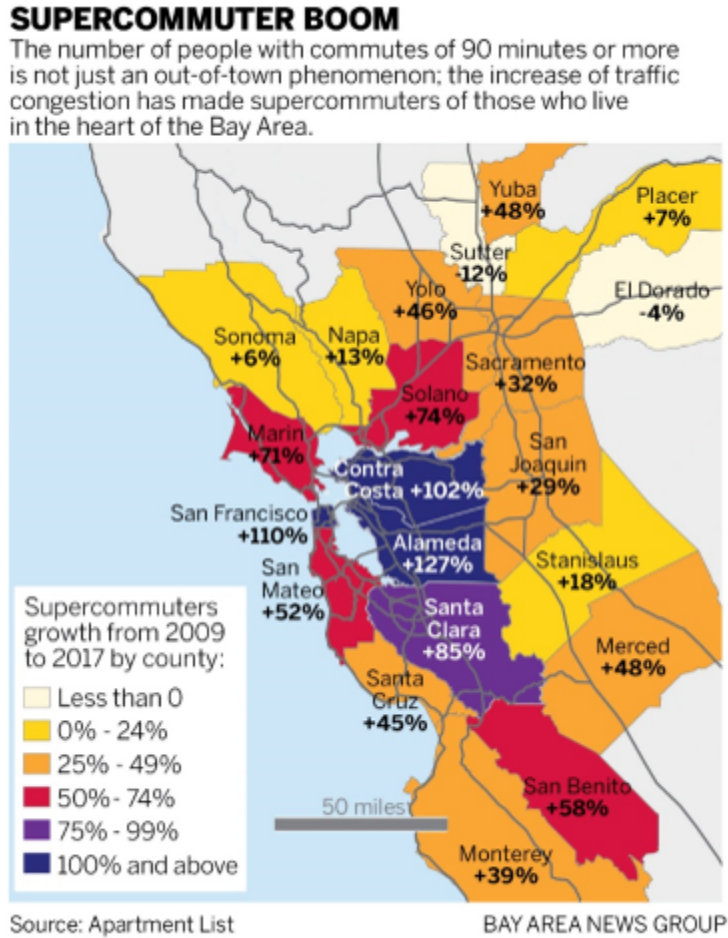 SUPERCOMMUTER BOOM
The number of people with commutes of 90 minutes or more
is not just an out-of-town phenomenon; the increase of traffic
congestion has made supercommuters of those who live
in the heart of the Bay Area.
Yuba
+48%
Placer
+7%
Sutter
-12%
El Dorado
-4%
Yolo
+46%
Sonoma
+6%
Napa
+13%
Sacramento
+32%
Solano
+74%
Marin
+71%
San
Joaquin
+29%
Contra
Costa +102%
San Francisco
+110%
Alameda
+127%
Stanislaus
+18%
San
Mateo
+52%
Santa
Clara
+85%
Merced
+48%
Santa
Cruz
+45%
San Benito
+58%
Monterey
+39%
Supercommuters
growth from 2009
to 2017 by county:
Less than 0
0% - 24%
25% - 49%
50% - 74%
75% - 99%
100% and above
50 miles
Source: Apartment List
BAY AREA NEWS GROUP